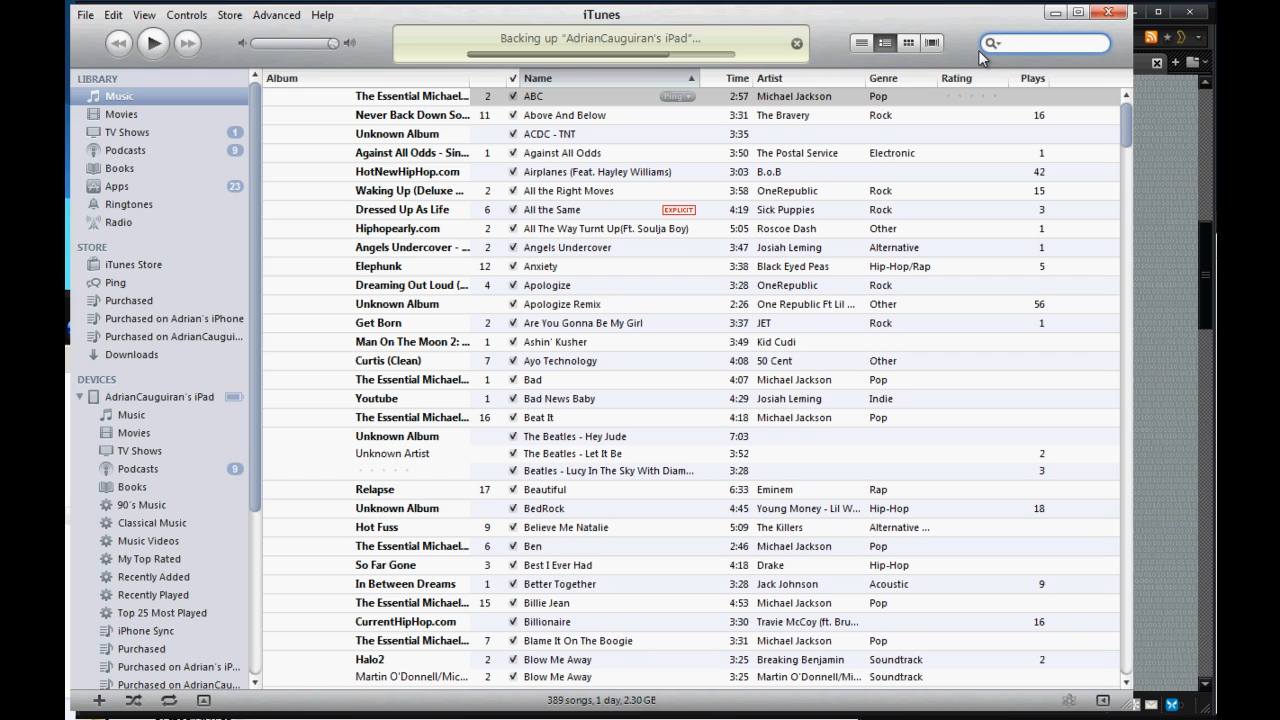 File Edit View Controls Store Advanced Help
iTunes
Backing up "AdrianCauguiran's iPad"...
LIBRARY
Music
Movies
TV Shows 1
Podcasts 9
Books
Apps 23
Ringtones
Radio
STORE
iTunes Store
Ping
Purchased
Purchased on Adrian's iPhone
Purchased on AdrianCaugui...
Downloads
DEVICES
AdrianCauguiran's iPad
Music
Movies
TV Shows
Podcasts 9
Books
90's Music
Classical Music
Music Videos
My Top Rated
Recently Added
Recently Played
Top 25 Most Played
iPhone Sync
Purchased
Purchased on Adrian's iP...
Purchased on AdrianCau...
Album Name Time Artist Genre Rating Plays
The Essential Michael... 2 ABC Ping 2:57 Michael Jackson Pop
Never Back Down So... 11 Above And Below 3:31 The Bravery Rock 16
Unknown Album ACDC - TNT 3:35
Against All Odds - Sin... 1 Against All Odds 3:50 The Postal Service Electronic 1
HotNewHipHop.com Airplanes (Feat. Hayley Williams) 3:03 B.o.B 42
Waking Up (Deluxe ... 2 All the Right Moves 3:58 OneRepublic Rock 15
Dressed Up As Life 6 All the Same EXPLICIT 4:19 Sick Puppies Rock 3
Hiphopearly.com 2 All The Way Turnt Up(Ft. Soulja Boy) 5:05 Roscoe Dash Other 1
Angels Undercover - ... 2 Angels Undercover 3:47 Josiah Leming Alternative 1
Elephunk 12 Anxiety 3:38 Black Eyed Peas Hip-Hop/Rap 5
Dreaming Out Loud (... 4 Apologize 3:28 OneRepublic Rock
Unknown Album Apologize Remix 2:26 One Republic Ft Lil ... Other 56
Get Born 2 Are You Gonna Be My Girl 3:37 JET Rock 1
Man On The Moon 2: ... 1 Ashin' Kusher 3:49 Kid Cudi
Curtis (Clean) 7 Ayo Technology 4:08 50 Cent Other
The Essential Michael... 1 Bad 4:07 Michael Jackson Pop
Youtube 1 Bad News Baby 4:29 Josiah Leming Indie
The Essential Michael... 16 Beat It 4:18 Michael Jackson Pop
Unknown Album The Beatles - Hey Jude 7:03
Unknown Artist The Beatles - Let It Be 3:52 2
Beatles - Lucy In The Sky With Diam... 3:28 3
Relapse 17 Beautiful 6:33 Eminem Rap
Unknown Album BedRock 4:45 Young Money - Lil W... Hip-Hop 18
Hot Fuss 9 Believe Me Natalie 5:09 The Killers Alternative ...
The Essential Michael... 6 Ben 2:46 Michael Jackson Pop
So Far Gone 3 Best I Ever Had 4:18 Drake Hip-Hop
In Between Dreams 1 Better Together 3:28 Jack Johnson Acoustic 9
The Essential Michael... 15 Billie Jean 4:53 Michael Jackson Pop
CurrentHipHop.com Billionaire 3:30 Travie McCoy (ft. Bru... 16
The Essential Michael... 7 Blame It On The Boogie 3:31 Michael Jackson Pop
Halo2 2 Blow Me Away 3:25 Breaking Benjamin Soundtrack 2
Martin O'Donnell/Mic... 2 Blow Me Away 3:25 Martin O'Donnell/Mic... Soundtrack
389 songs, 1 day, 2.30 GB